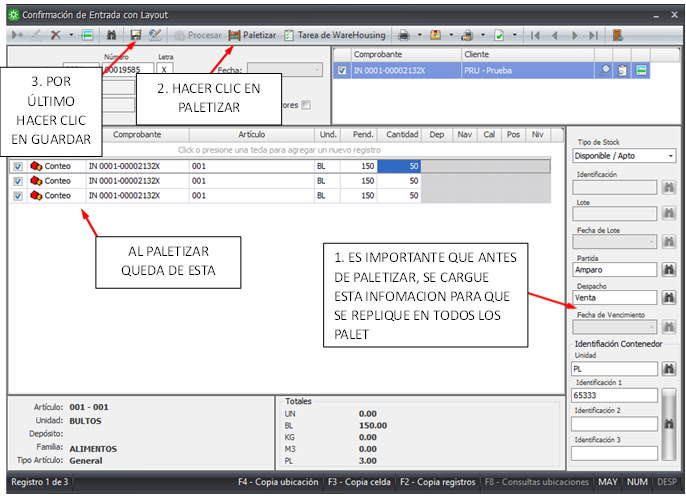 Confirmación de Entrada con Layout
Procesar Paletizar Tarea de WareHousing
Número Letra
00019585 X
Fecha:
ores
Comprobante Cliente
IN 0001-00002132X PRU - Prueba
3. POR
ÚLTIMO
HACER CLIC
EN GUARDAR
2. HACER CLIC EN
PALETIZAR
Comprobante Artículo Und. Pend. Cantidad Dep Nav Cal Pos Niv
Click o presione una tecla para agregar un nuevo registro
Conteo IN 0001-00002132X 001 BL 150 50
Conteo IN 0001-00002132X 001 BL 150 50
Conteo IN 0001-00002132X 001 BL 150 50
AL PALETIZAR
QUEDA DE ESTA
1. ES IMPORTANTE QUE ANTES
DE PALETIZAR, SE CARGUE
ESTA INFOMACION PARA QUE
SE REPLIQUE EN TODOS LOS
PALET
Tipo de Stock
Disponible / Apto
Identificación
Lote
Fecha de Lote
Partida
Amparo
Despacho
Venta
Fecha de Vencimiento
Identifiación Contenedor
Unidad
PL
Identificación 1
65333
Identificación 2
Identificación 3
Artículo: 001 - 001
Unidad: BULTOS
Depósito:
Familia: ALIMENTOS
Tipo Artículo: General
Totales
UN 0.00
BL 150.00
KG 0.00
M3 0.00
PL 3.00
Registro 1 de 3
F4 - Copia ubicación F3 - Copia celda F2 - Copia registros F8 - Consultas ubicaciones MAY NUM DESP